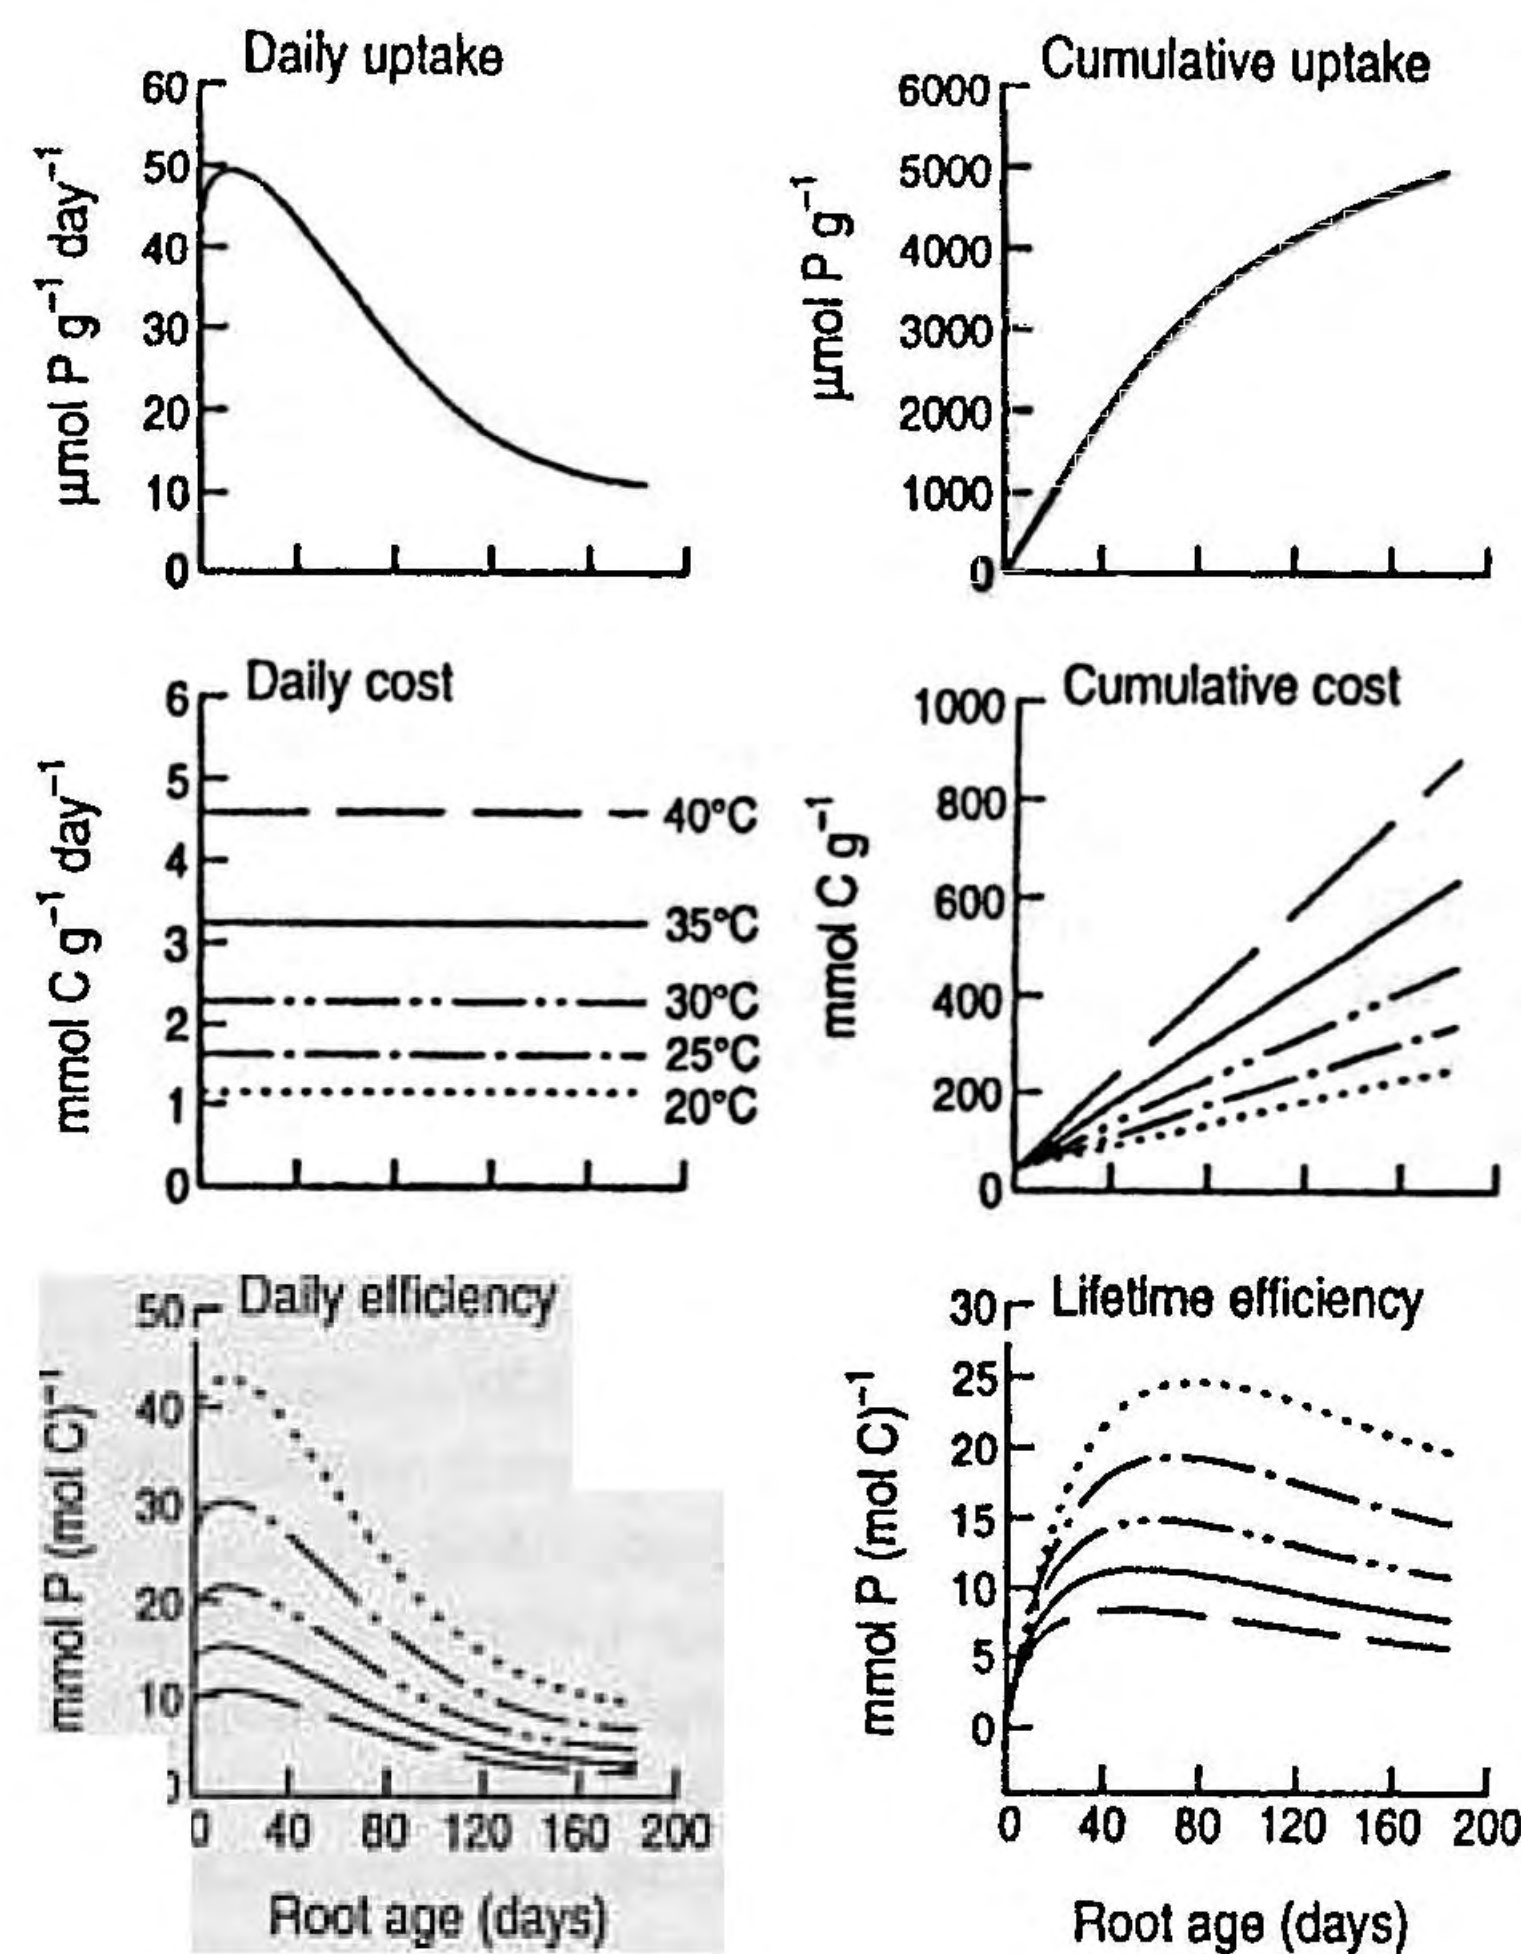 Daily uptake
60
50
40
30
20
10
0
μmol P g⁻¹ day⁻¹
Cumulative uptake
6000
5000
4000
3000
2000
1000
0
μmol P g⁻¹
Daily cost
6
5
4
3
2
1
0
mmol C g⁻¹ day⁻¹
40°C
35°C
30°C
25°C
20°C
Cumulative cost
1000
800
600
400
200
0
mmol C g⁻¹
Daily efficiency
50
40
30
20
10
0
mmol P (mol C)⁻¹
0 40 80 120 160 200
Root age (days)
Lifetime efficiency
30
25
20
15
10
5
0
mmol P (mol C)⁻¹
0 40 80 120 160 200
Root age (days)